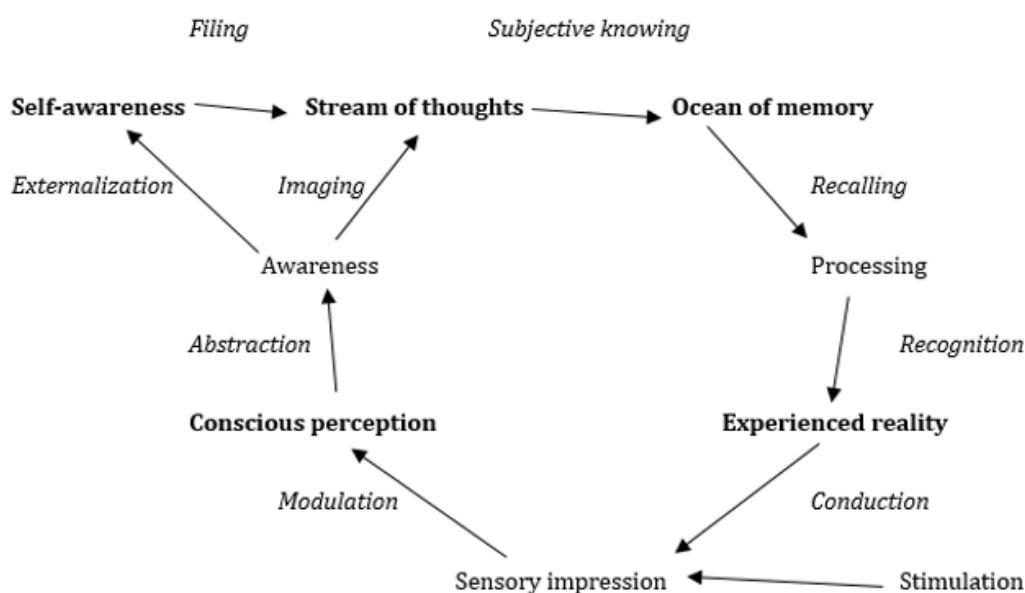 Filing Subjective knowing
Self-awareness Stream of thoughts Ocean of memory
Externalization Imaging Recalling
Awareness Processing
Abstraction Recognition
Conscious perception Experienced reality
Modulation Conduction
Sensory impression Stimulation